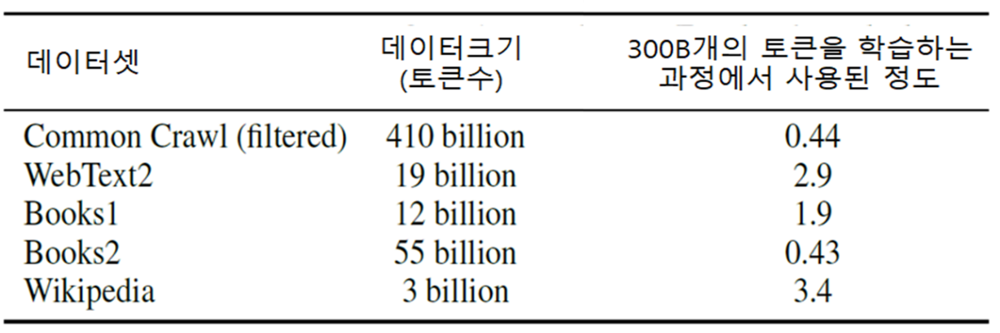 데이터셋 데이터크기 (토큰수) 300B개의 토큰을 학습하는 과정에서 사용된 정도
Common Crawl (filtered) 410 billion 0.44
WebText2 19 billion 2.9
Books1 12 billion 1.9
Books2 55 billion 0.43
Wikipedia 3 billion 3.4